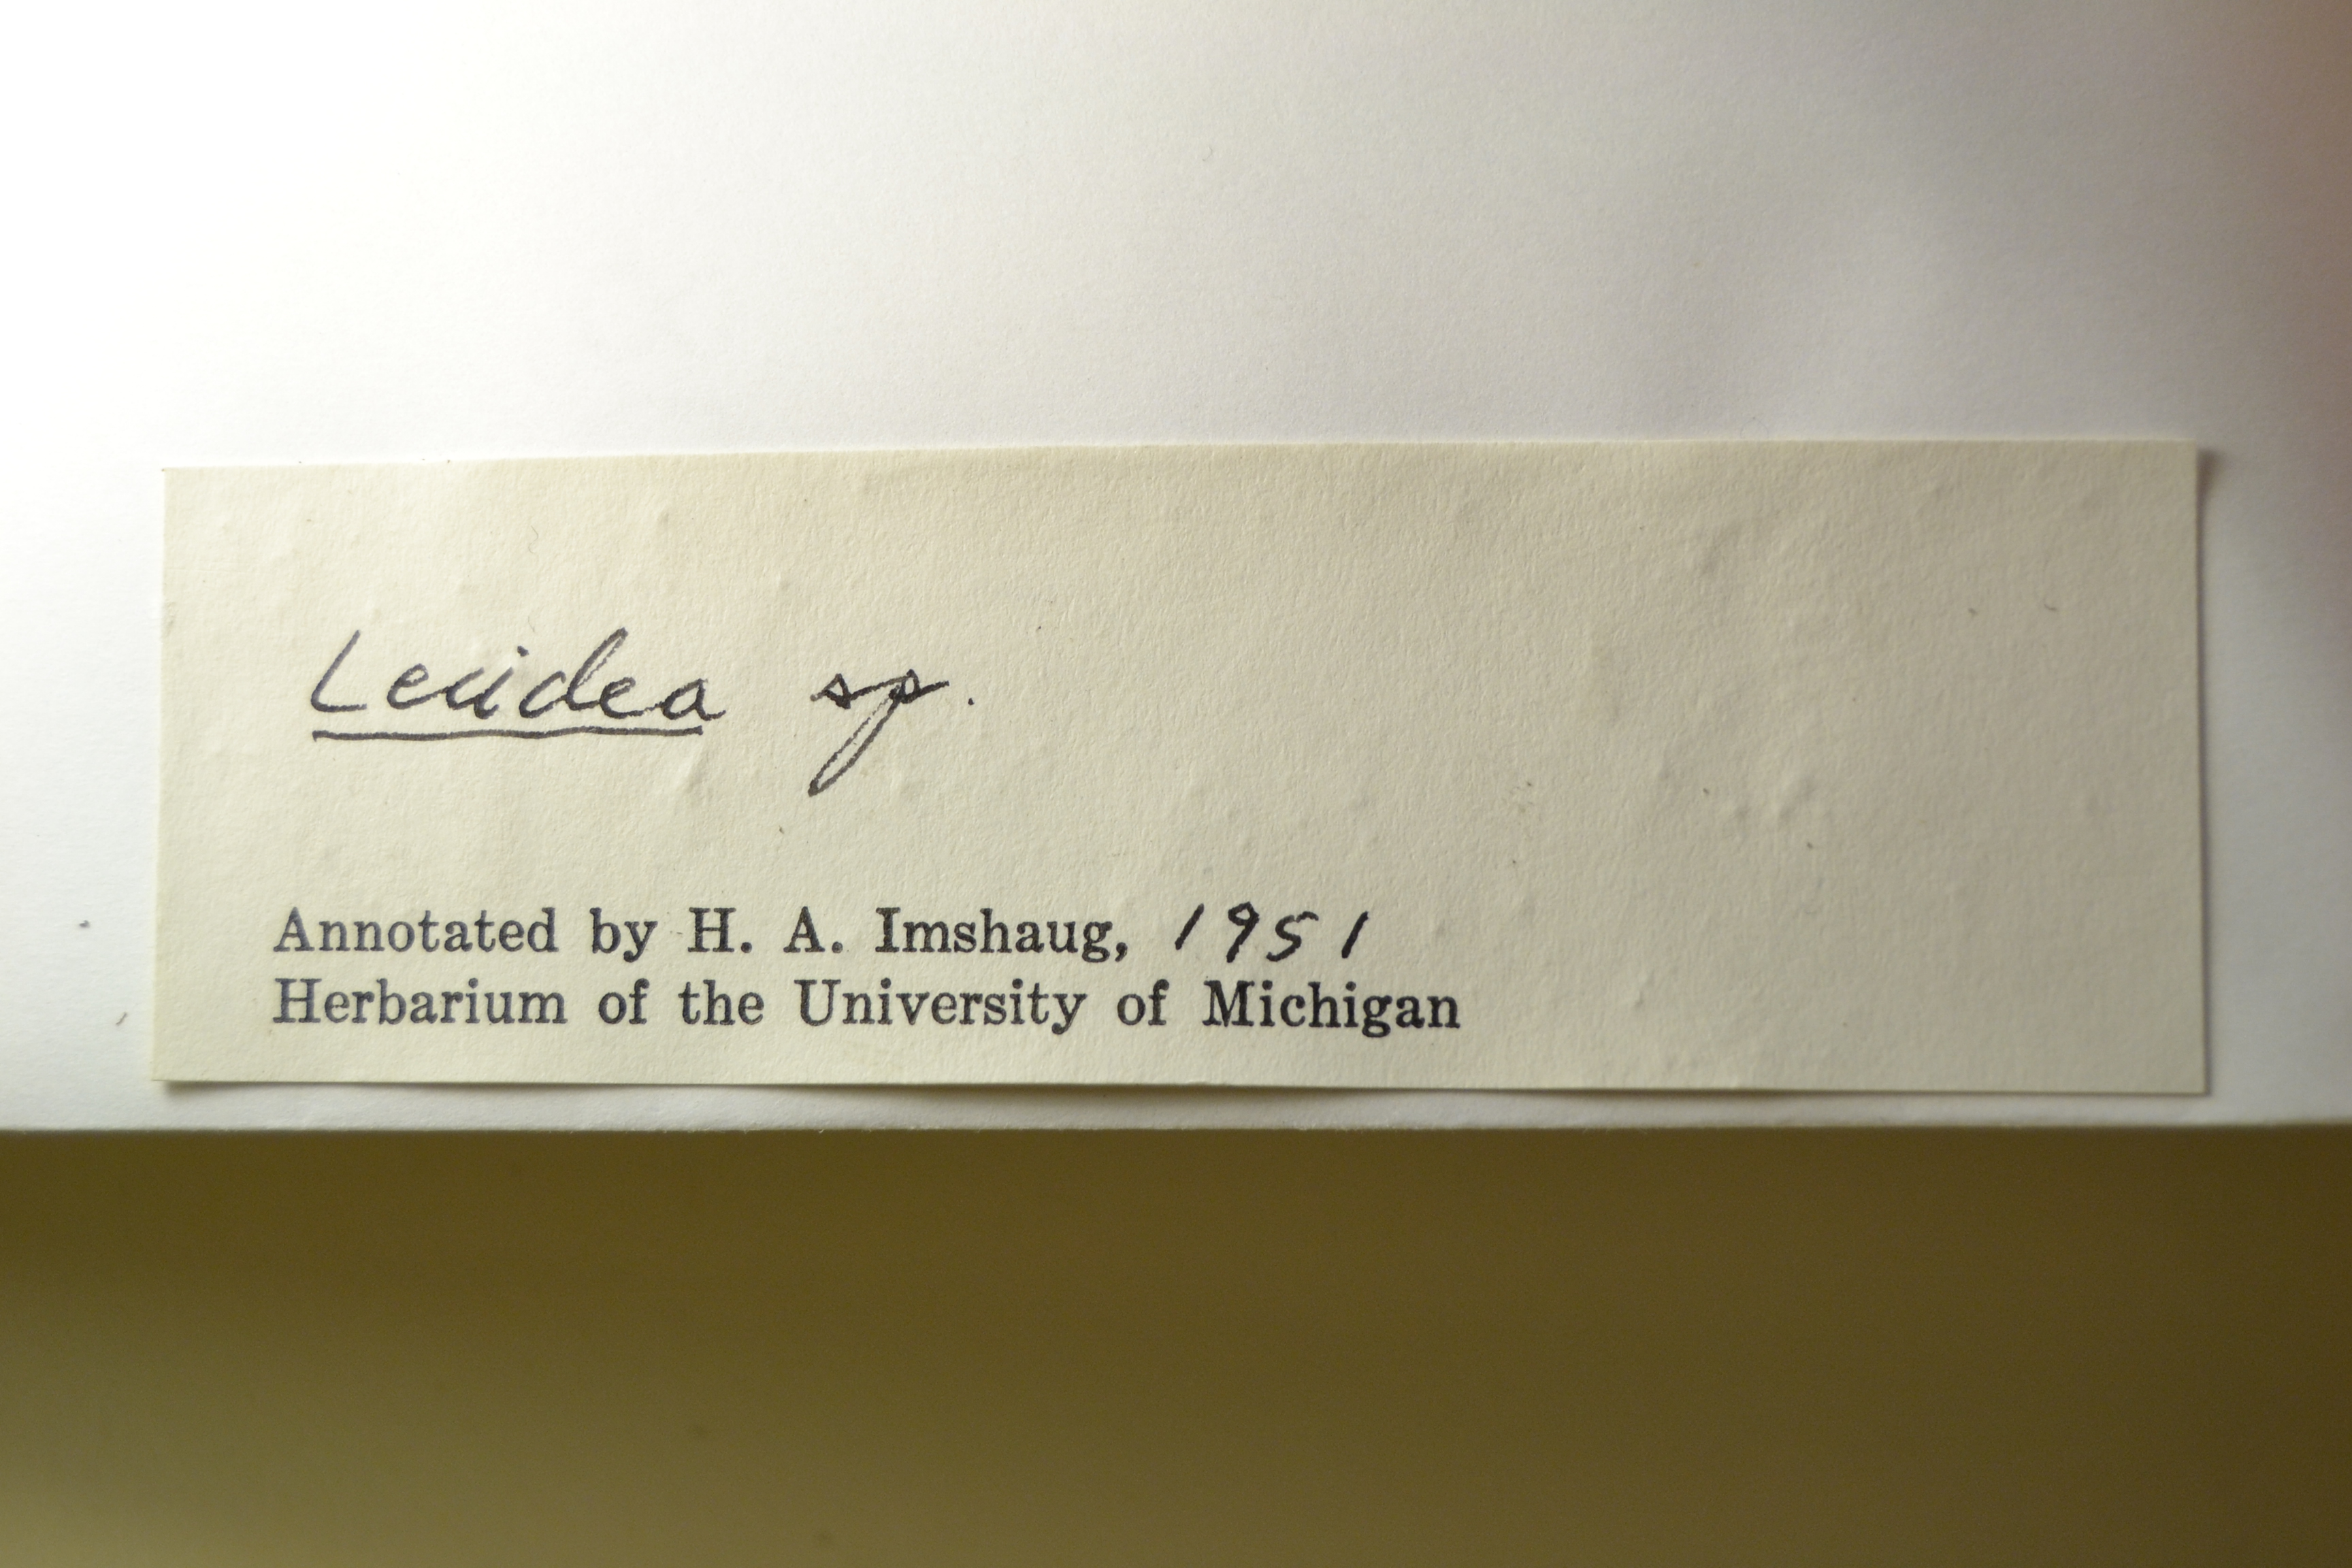 Lecidea sp.
Annotated by H. A. Imshaug, 1951
Herbarium of the University of Michigan